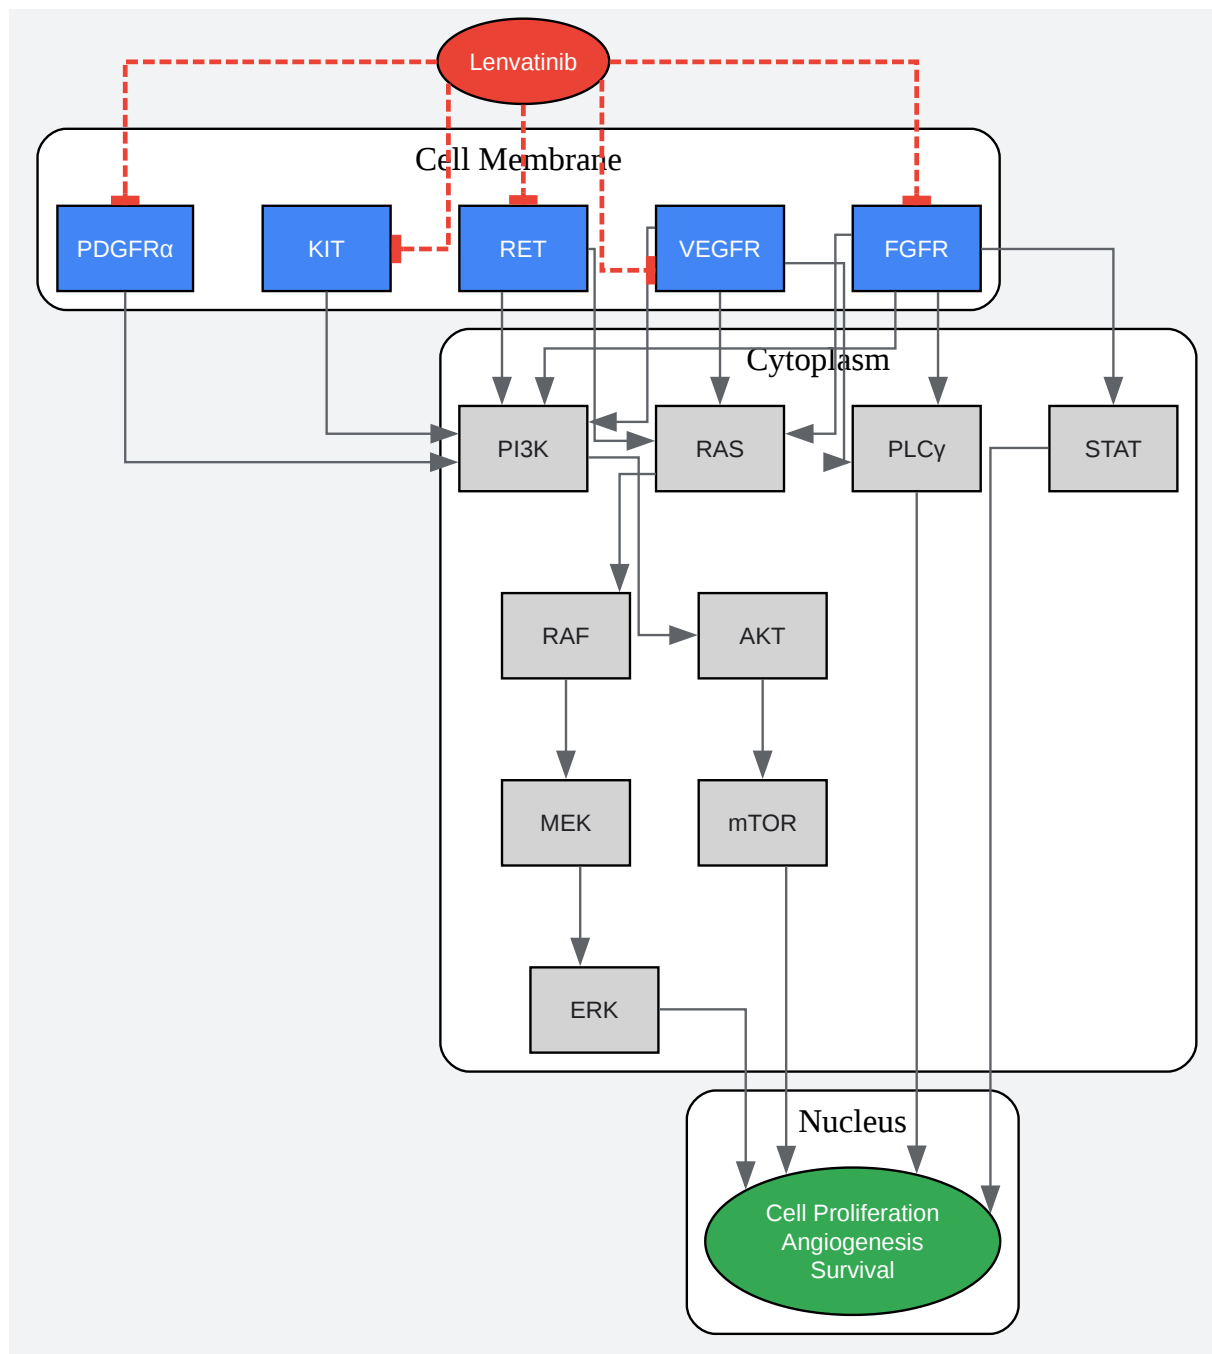 Lenvatinib
Cell Membrane
PDGFRα
KIT
RET
VEGFR
FGFR
Cytoplasm
PI3K
RAS
PLCγ
STAT
RAF
AKT
MEK
mTOR
ERK
Nucleus
Cell Proliferation
Angiogenesis
Survival